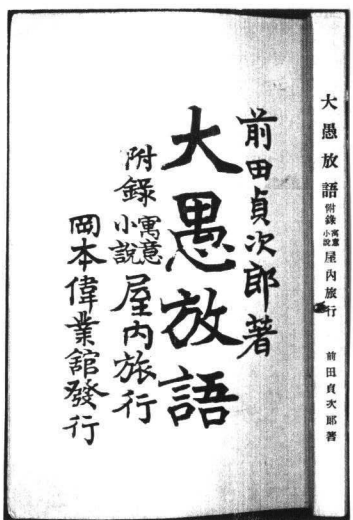 大愚放語附錄寓意小說屋内旅行 前田貞次郎著
前田貞次郎著
大愚放語
附錄寓意小說屋内旅行
岡本偉業館發行